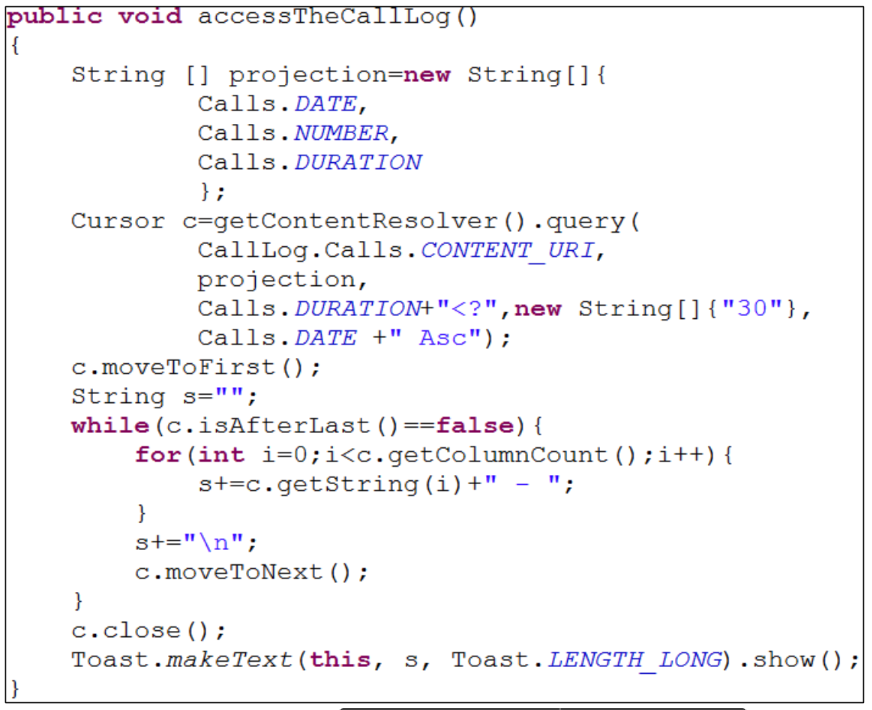 public void accessTheCallLog()
{
    String [] projection=new String[]{
            Calls.DATE,
            Calls.NUMBER,
            Calls.DURATION
            };
    Cursor c=getContentResolver().query(
            CallLog.Calls.CONTENT_URI,
            projection,
            Calls.DURATION+"<?",new String[]{"30"},
            Calls.DATE +" Asc");
    c.moveToFirst();
    String s="";
    while(c.isAfterLast()==false){
        for(int i=0;i<c.getColumnCount();i++){
            s+=c.getString(i)+" - ";
        }
        s+="\n";
        c.moveToNext();
    }
    c.close();
    Toast.makeText(this, s, Toast.LENGTH_LONG).show();
}